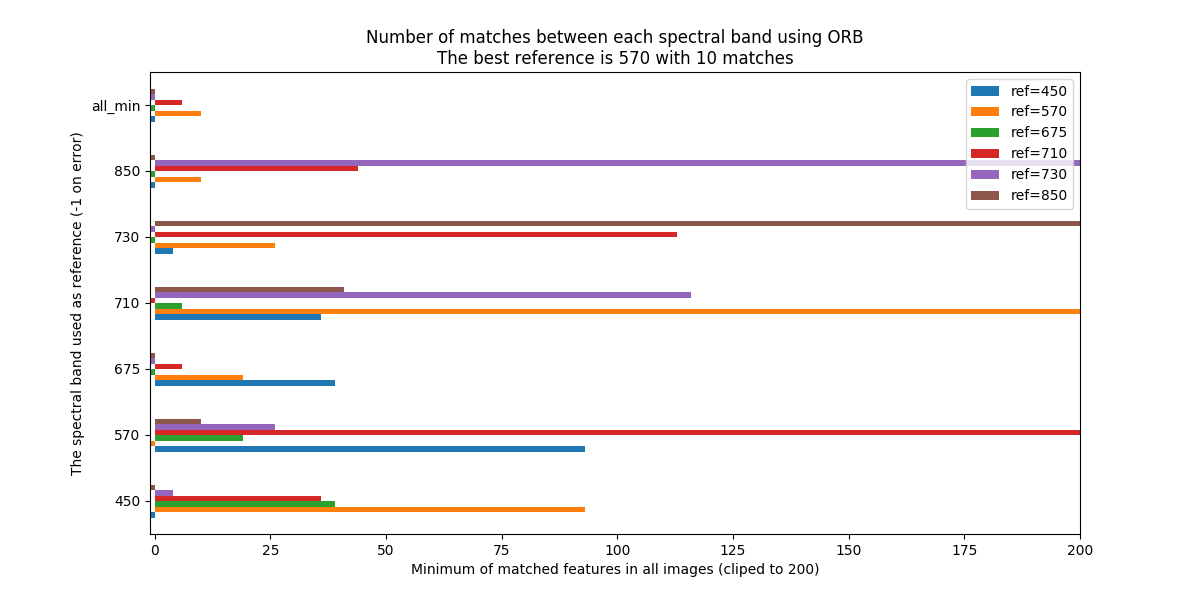 Number of matches between each spectral band using ORB
The best reference is 570 with 10 matches
The spectral band used as reference (-1 on error)
all_min
850
730
710
675
570
450
ref=450
ref=570
ref=675
ref=710
ref=730
ref=850
0 25 50 75 100 125 150 175 200
Minimum of matched features in all images (cliped to 200)